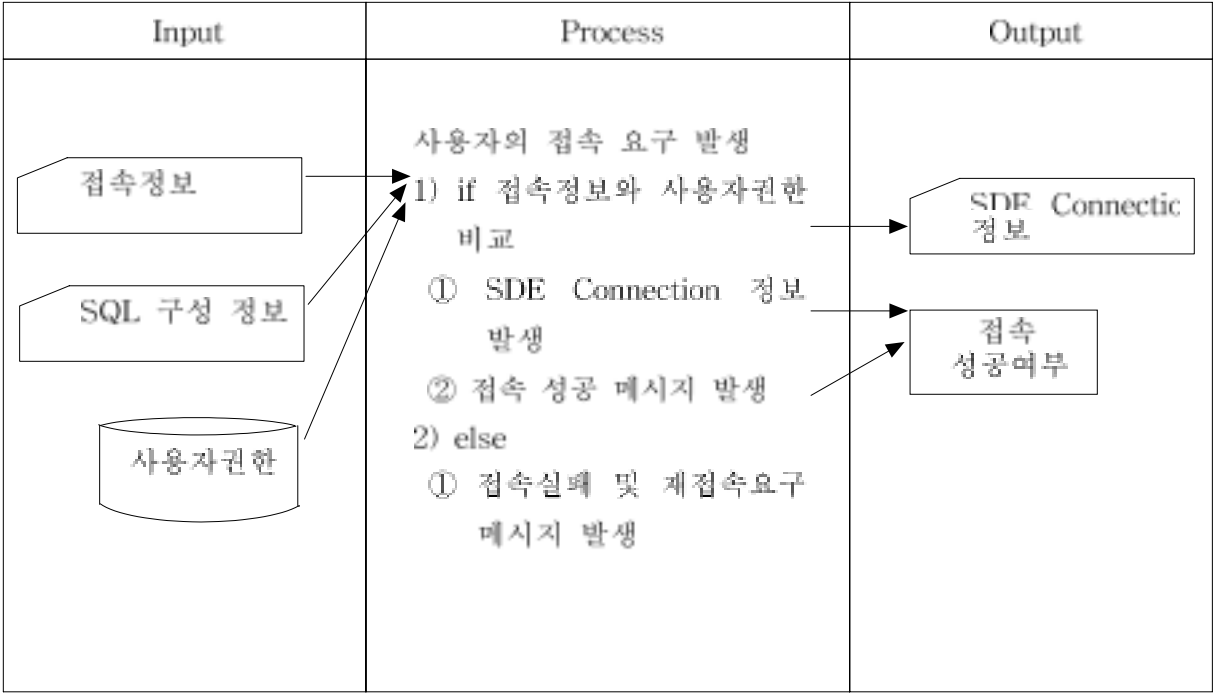 Input
Process
Output
접속정보
SQL 구성 정보
사용자권한
사용자의 접속 요구 발생
1) if 접속정보와 사용자권한
비교
① SDE Connection 정보
발생
② 접속 성공 메시지 발생
2) else
① 접속실패 및 재접속요구
메시지 발생
SDE Connectic
정보
접속
성공여부